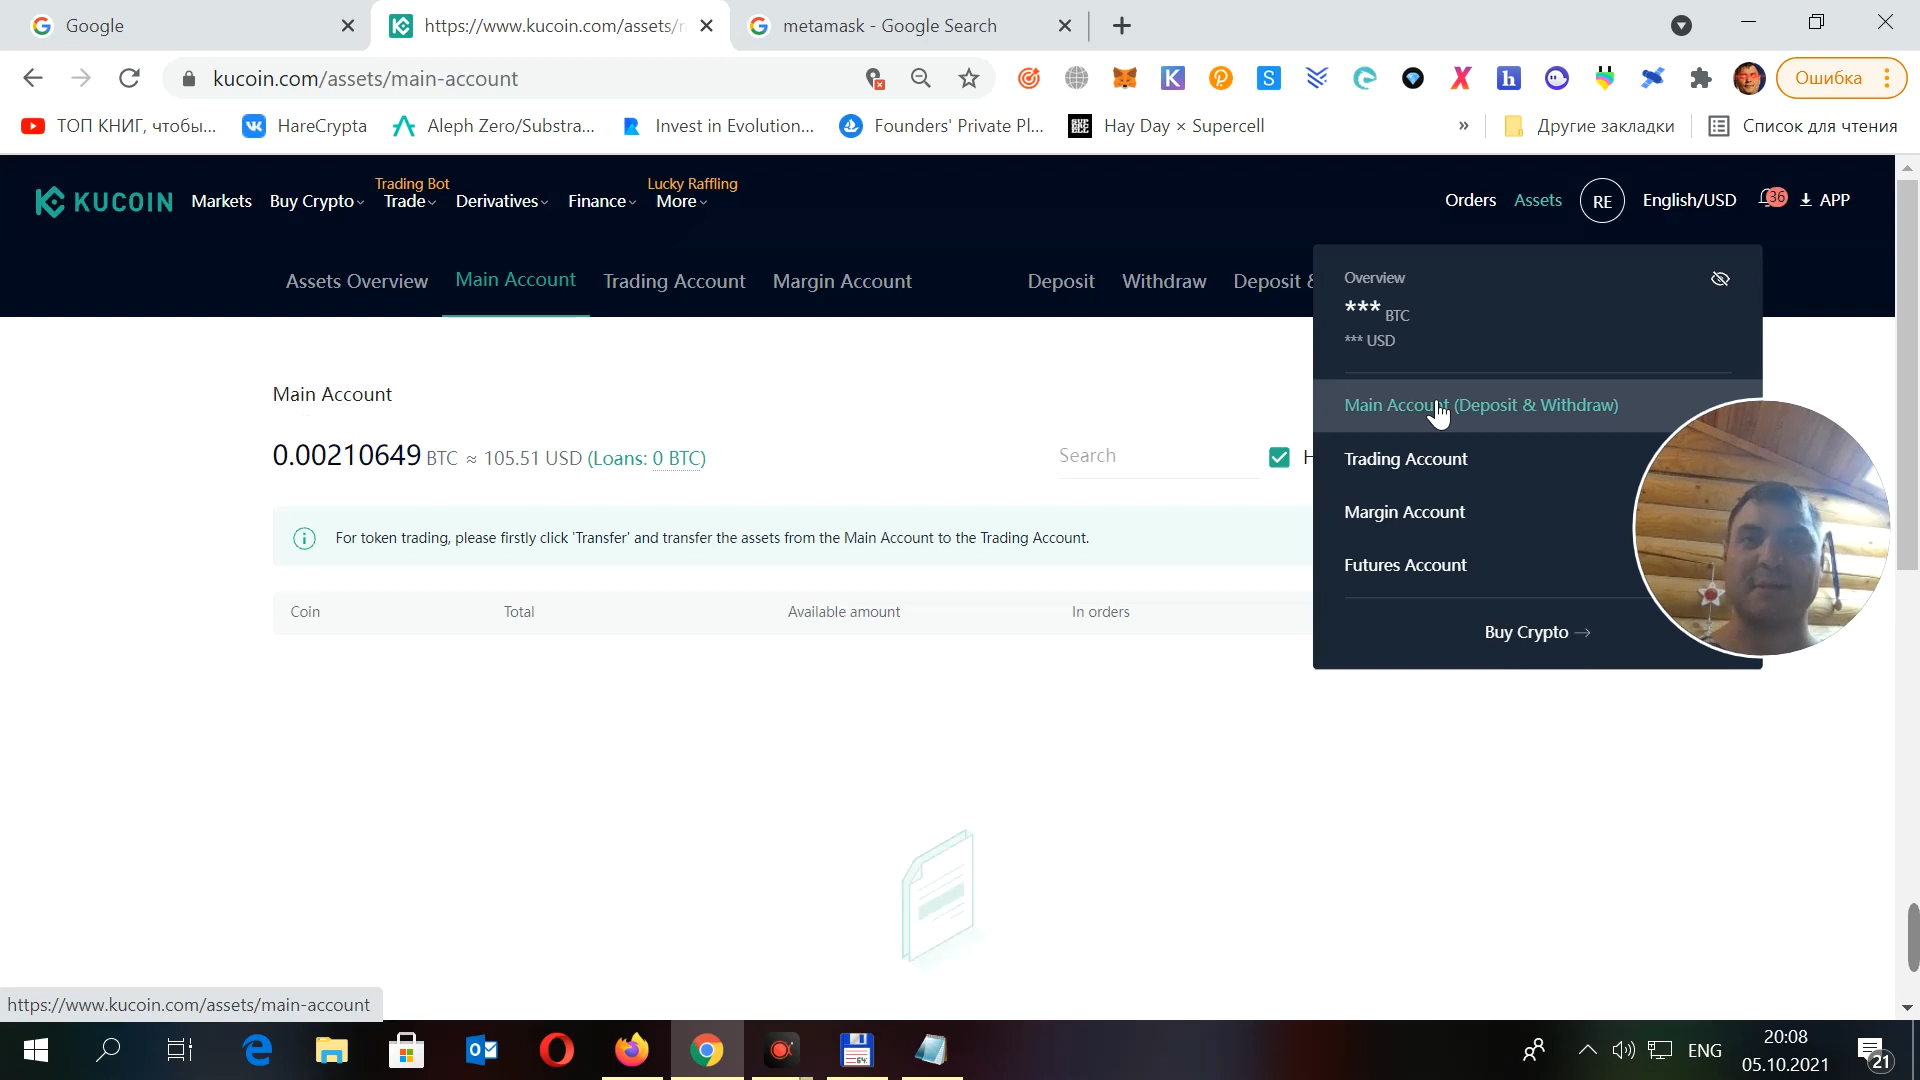 Google
https://www.kucoin.com/assets/
metamask - Google Search
kucoin.com/assets/main-account
Ошибка
ТОП КНИГ, чтобы...
HareCrypta
Aleph Zero/Substra...
Invest in Evolution...
Founders' Private Pl...
Hay Day × Supercell
»
Другие закладки
Список для чтения
KUCOIN
Markets
Buy Crypto
Trading Bot
Trade
Derivatives
Finance
Lucky Raffling
More
Orders
Assets
RE
English/USD
36
APP
Assets Overview
Main Account
Trading Account
Margin Account
Deposit
Withdraw
Deposit &
Overview
*** BTC
*** USD
Main Account (Deposit & Withdraw)
Trading Account
Margin Account
Futures Account
Buy Crypto →
Main Account
0.00210649 BTC ≈ 105.51 USD (Loans: 0 BTC)
Search
H
For token trading, please firstly click 'Transfer' and transfer the assets from the Main Account to the Trading Account.
Coin
Total
Available amount
In orders
https://www.kucoin.com/assets/main-account
ENG
20:08
05.10.2021
21